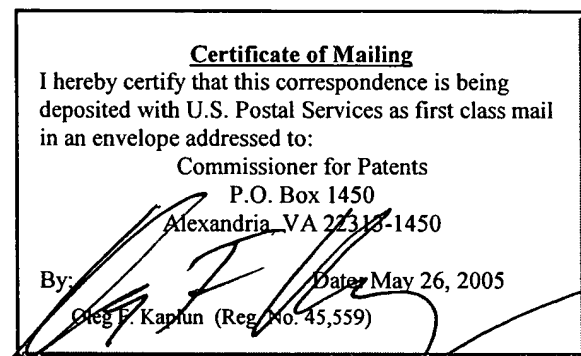 Certificate of Mailing
I hereby certify that this correspondence is being
deposited with U.S. Postal Services as first class mail
in an envelope addressed to:
Commissioner for Patents
P.O. Box 1450
Alexandria, VA 22313-1450
By: Date: May 26, 2005
Oleg F. Kaplun (Reg. No. 45,559)